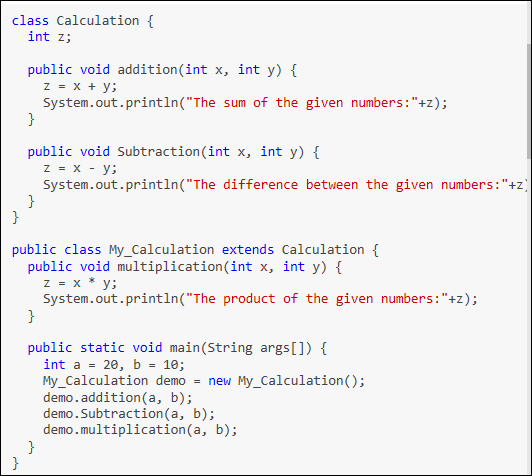 class Calculation {
  int z;

  public void addition(int x, int y) {
    z = x + y;
    System.out.println("The sum of the given numbers:"+z);
  }

  public void Subtraction(int x, int y) {
    z = x - y;
    System.out.println("The difference between the given numbers:"+z)
  }
}

public class My_Calculation extends Calculation {
  public void multiplication(int x, int y) {
    z = x * y;
    System.out.println("The product of the given numbers:"+z);
  }

  public static void main(String args[]) {
    int a = 20, b = 10;
    My_Calculation demo = new My_Calculation();
    demo.addition(a, b);
    demo.Subtraction(a, b);
    demo.multiplication(a, b);
  }
}